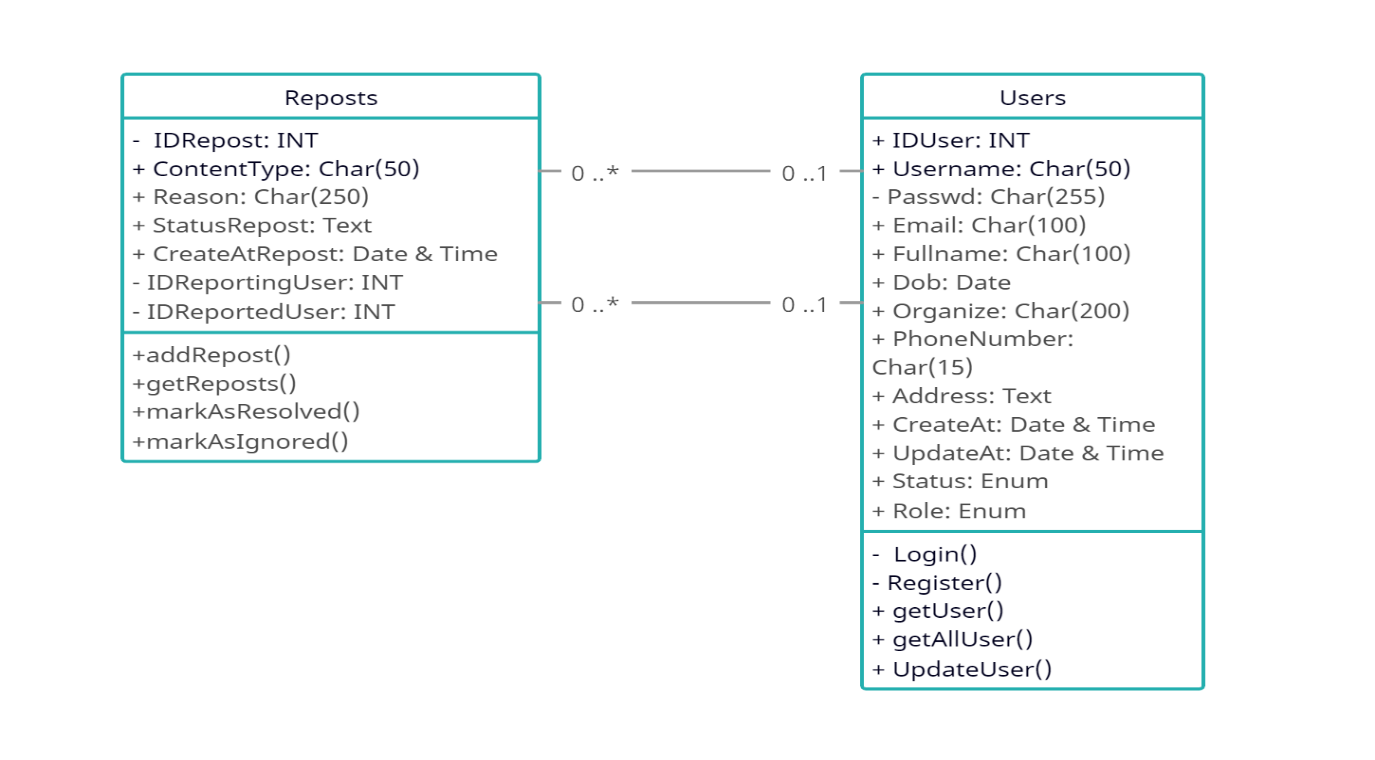 Reposts
-  IDRepost: INT
+ ContentType: Char(50)
+ Reason: Char(250)
+ StatusRepost: Text
+ CreateAtRepost: Date & Time
- IDReportingUser: INT
- IDReportedUser: INT
+addRepost()
+getReposts()
+markAsResolved()
+markAsIgnored()
0 ..*
0 ..1
0 ..*
0 ..1
Users
+ IDUser: INT
+ Username: Char(50)
- Passwd: Char(255)
+ Email: Char(100)
+ Fullname: Char(100)
+ Dob: Date
+ Organize: Char(200)
+ PhoneNumber:
Char(15)
+ Address: Text
+ CreateAt: Date & Time
+ UpdateAt: Date & Time
+ Status: Enum
+ Role: Enum
-  Login()
- Register()
+ getUser()
+ getAllUser()
+ UpdateUser()